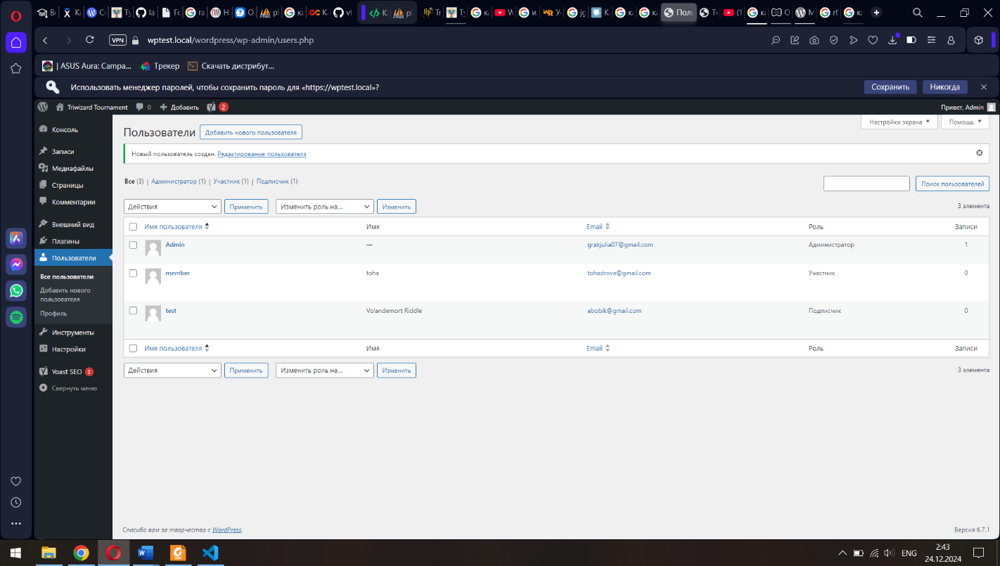 VPN wptest.local/wordpress/wp-admin/users.php
| ASUS Aura: Campa... Трекер Скачать дистрибут...
Использовать менеджер паролей, чтобы сохранить пароль для «https://wptest.local»? Сохранить Никогда
Triwizard Tournament 0 Добавить 2 Привет, Admin
Консоль
Записи
Медиафайлы
Страницы
Комментарии
Внешний вид
Плагины
Пользователи
Все пользователи
Добавить нового
пользователя
Профиль
Инструменты
Настройки
Yoast SEO 2
Свернуть меню
Настройки экрана Помощь
Пользователи Добавить нового пользователя
Новый пользователь создан. Редактирование пользователя
Все (3) | Администратор (1) | Участник (1) | Подписчик (1)
Поиск пользователей
Действия Применить Изменить роль на... Изменить 3 элемента
Имя пользователя Имя Email Роль Записи
Admin — grakjulia07@gmail.com Администратор 1
member toha tohadrova@gmail.com Участник 0
test Volandemort Riddle abobik@gmail.com Подписчик 0
Имя пользователя Имя Email Роль Записи
Действия Применить Изменить роль на... Изменить 3 элемента
Спасибо вам за творчество с WordPress. Версия 6.7.1
ENG 2:43
24.12.2024